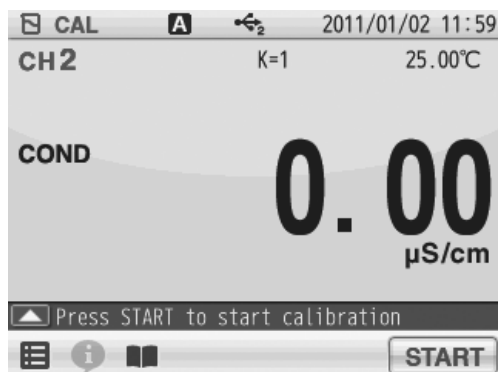 CAL A 2 2011/01/02 11:59
CH2 K=1 25.00℃
COND 0.00
µS/cm
Press START to start calibration
i START